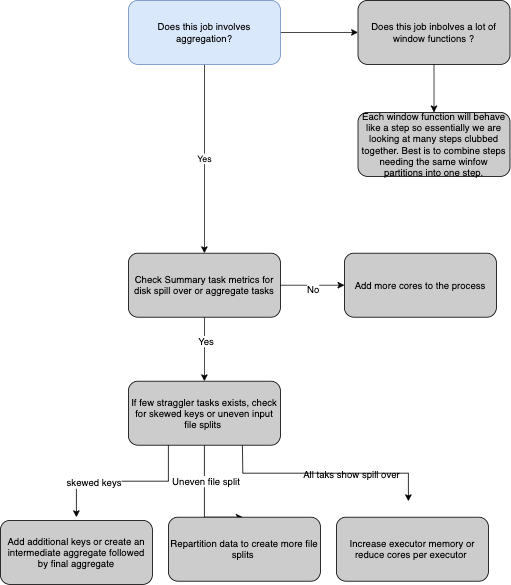 Does this job involves
aggregation?
Does this job inbolves a lot of
window functions ?
Each window function will behave
like a step so essentially we are
looking at many steps clubbed
together. Best is to combine steps
needing the same winfow
partitions into one step.
Yes
Check Summary task metrics for
disk spill over or aggregate tasks
No
Add more cores to the process
Yes
If few straggler tasks exists, check
for skewed keys or uneven input
file splits
skewed keys
Uneven file split
All taks show spill over
Add additional keys or create an
intermediate aggregate followed
by final aggregate
Repartition data to create more file
splits
Increase executor memory or
reduce cores per executor